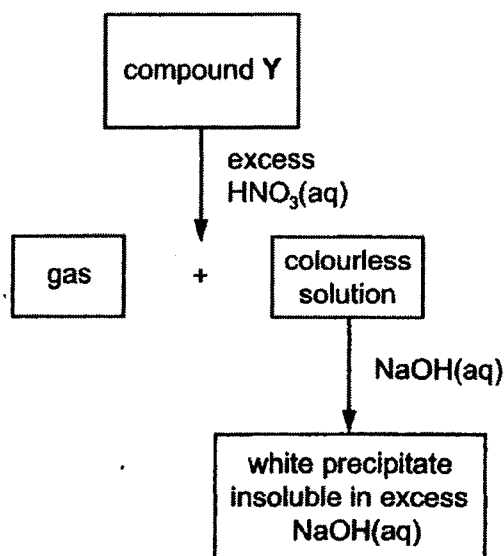 compound Y
excess
HNO₃(aq)
gas
+
colourless
solution
NaOH(aq)
white precipitate
insoluble in excess
NaOH(aq)